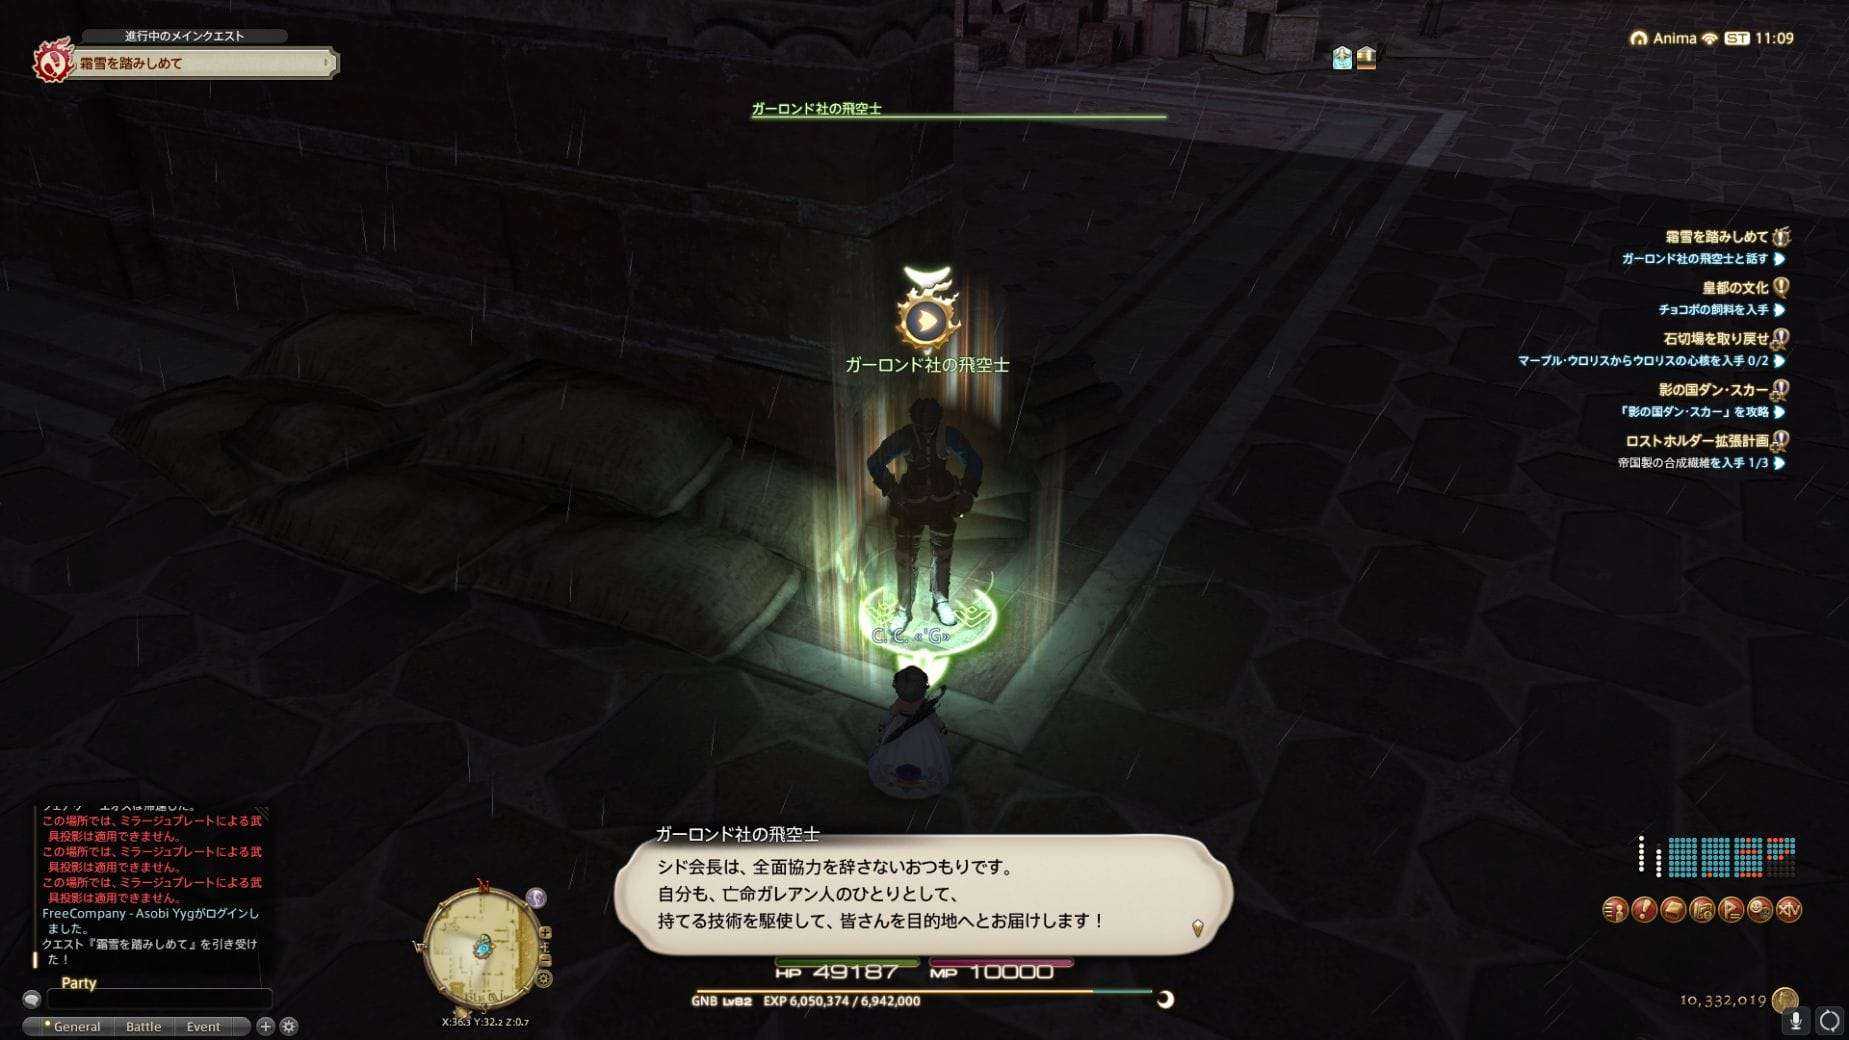 進行中のメインクエスト
霜雪を踏みしめて
Anima ST 11:09
ガーロンド社の飛空士
霜雪を踏みしめて
ガーロンド社の飛空士と話す
皇都の文化
チョコボの飼料を入手
石切場を取り戻せ
マーブル・ウロリスからウロリスの心核を入手 0/2
影の国ダン・スカー
「影の国ダン・スカー」を攻略
ロストホルダー拡張計画
帝国製の合成繊維を入手 1/3
ガーロンド社の飛空士
C. C. «'G»
ガーロンド社の飛空士
シド会長は、全面協力を辞さないおつもりです。
自分も、亡命ガレアン人のひとりとして、
持てる技術を駆使して、皆さんを目的地へとお届けします！
HP 49187 MP 10000
GNB Lv82 EXP 6,050,374 / 6,942,000
この場所では、ミラージュプレートによる武
具投影は適用できません。
この場所では、ミラージュプレートによる武
具投影は適用できません。
この場所では、ミラージュプレートによる武
具投影は適用できません。
FreeCompany - Asobi Yygがログインし
ました。
クエスト『霜雪を踏みしめて』を引き受け
た！
Party
General Battle Event
N
W
E
S
X:36.3 Y:32.2 Z:0.7
XIV
10,332,019